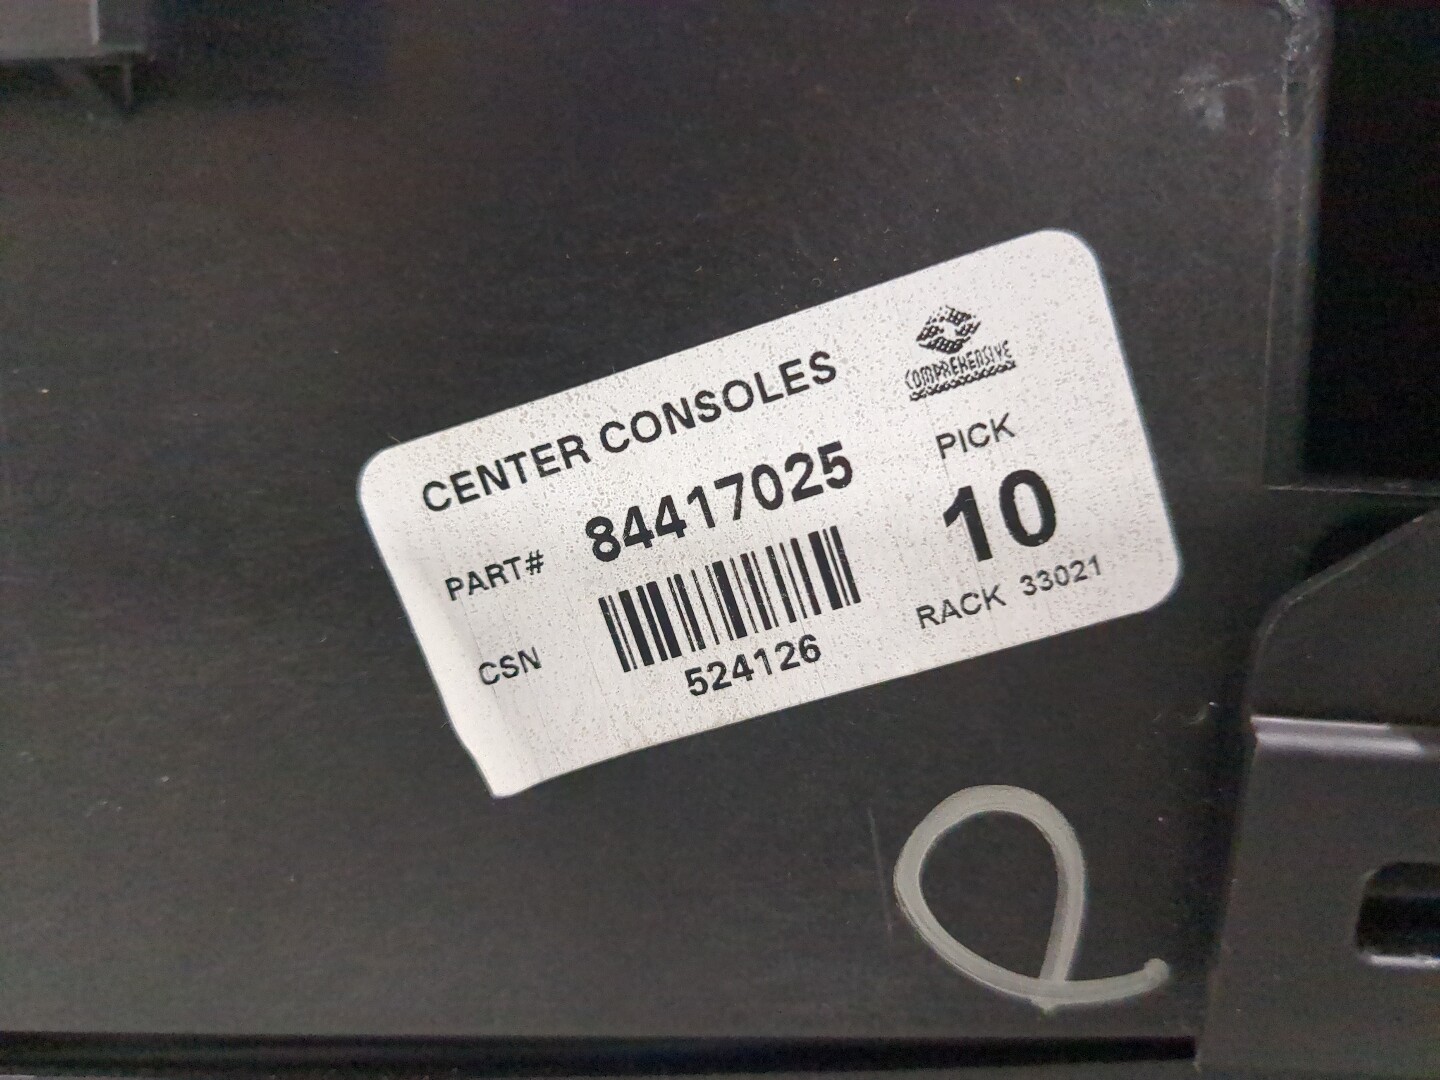 CENTER CONSOLES
COMPREHENSIVE
PART# 84417025
PICK
10
CSN 524126
RACK 33021